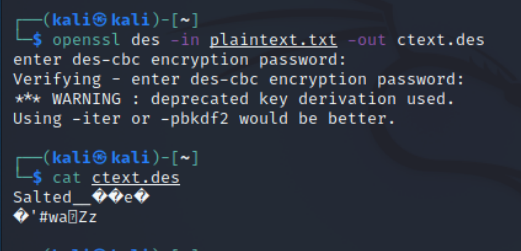 ┌──(kali㉿kali)-[~]
└─$ openssl des -in plaintext.txt -out ctext.des
enter des-cbc encryption password:
Verifying - enter des-cbc encryption password:
*** WARNING : deprecated key derivation used.
Using -iter or -pbkdf2 would be better.
┌──(kali㉿kali)-[~]
└─$ cat ctext.des
Salted__��e�
�'#wa�Zz